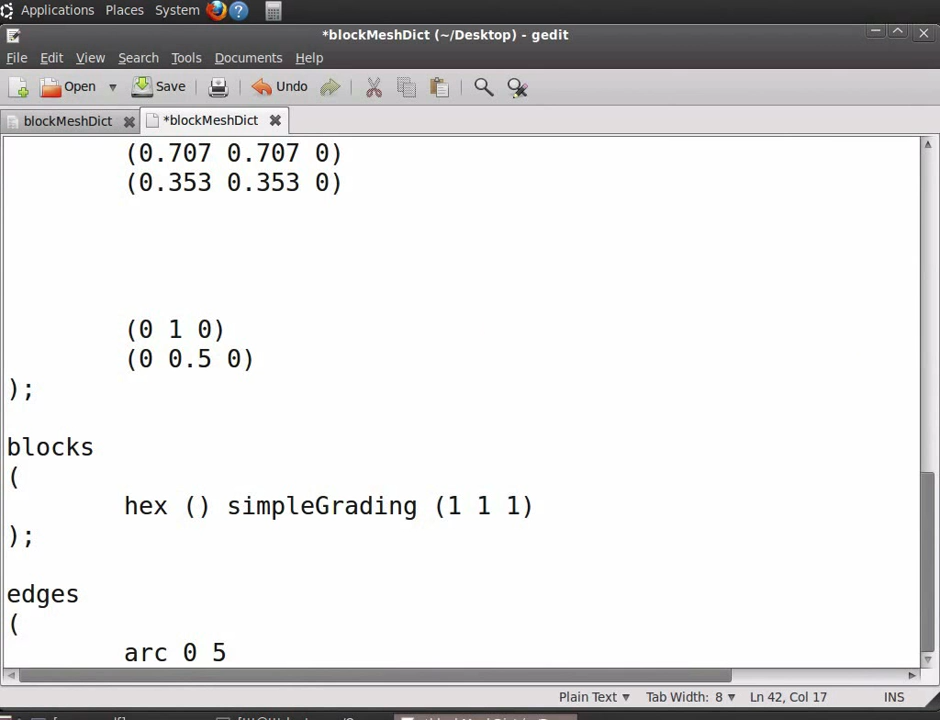 Applications Places System
*blockMeshDict (~/Desktop) - gedit
File Edit View Search Tools Documents Help
Open Save Undo
blockMeshDict *blockMeshDict
(0.707 0.707 0)
(0.353 0.353 0)
(0 1 0)
(0 0.5 0)
);
blocks
(
hex () simpleGrading (1 1 1)
);
edges
(
arc 0 5
Plain Text Tab Width: 8 Ln 42, Col 17 INS